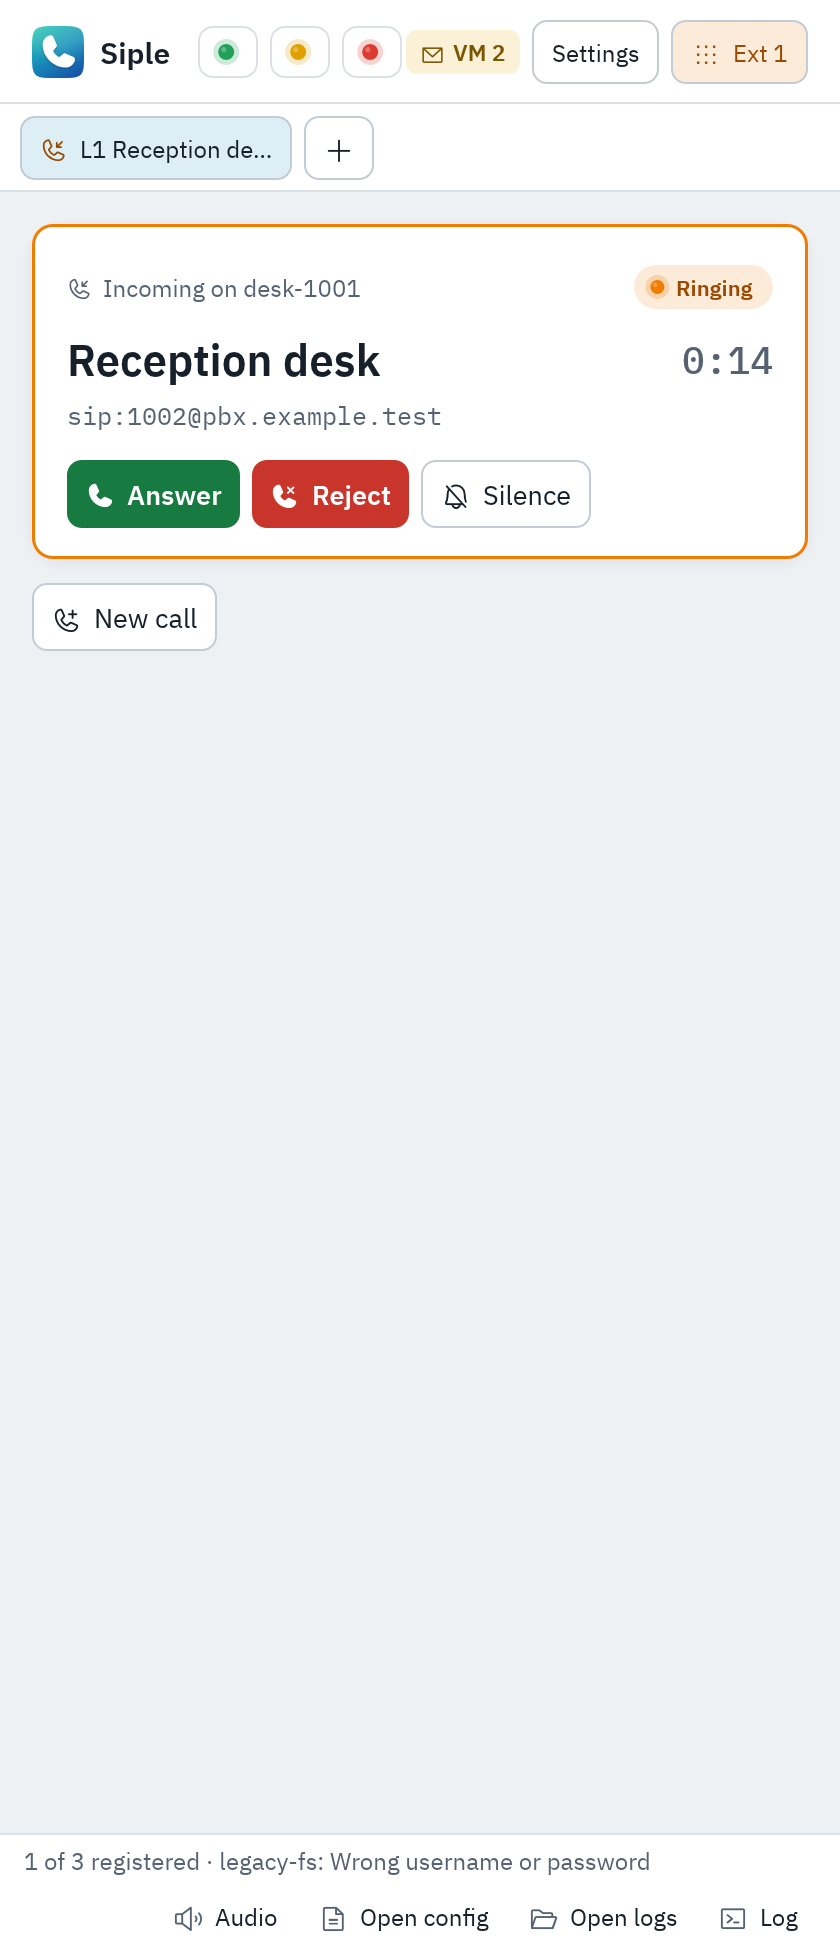 Siple
VM 2
Settings
Ext 1
L1 Reception de...
Incoming on desk-1001
Ringing
Reception desk
0:14
sip:1002@pbx.example.test
Answer
Reject
Silence
New call
1 of 3 registered · legacy-fs: Wrong username or password
Audio
Open config
Open logs
Log